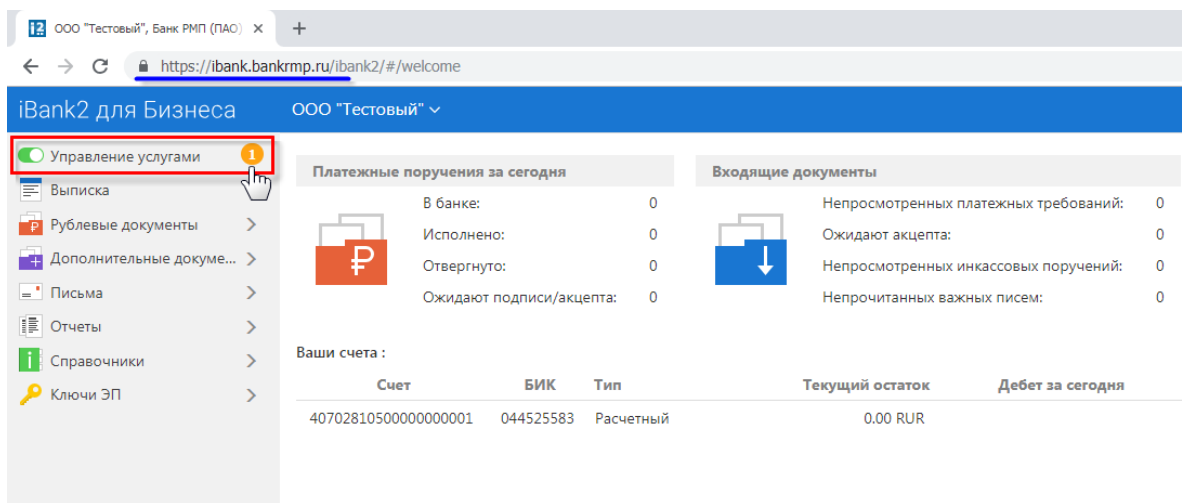 ООО "Тестовый", Банк РМП (ПАО)
https://ibank.bankrmp.ru/ibank2/#/welcome
iBank2 для Бизнеса
ООО "Тестовый"
Управление услугами 1
Выписка
Рублевые документы
Дополнительные докуме...
Письма
Отчеты
Справочники
Ключи ЭП
Платежные поручения за сегодня
В банке: 0
Исполнено: 0
Отвергнуто: 0
Ожидают подписи/акцепта: 0
Входящие документы
Непросмотренных платежных требований: 0
Ожидают акцепта: 0
Непросмотренных инкассовых поручений: 0
Непрочитанных важных писем: 0
Ваши счета :
Счет БИК Тип Текущий остаток Дебет за сегодня
40702810500000000001 044525583 Расчетный 0.00 RUR